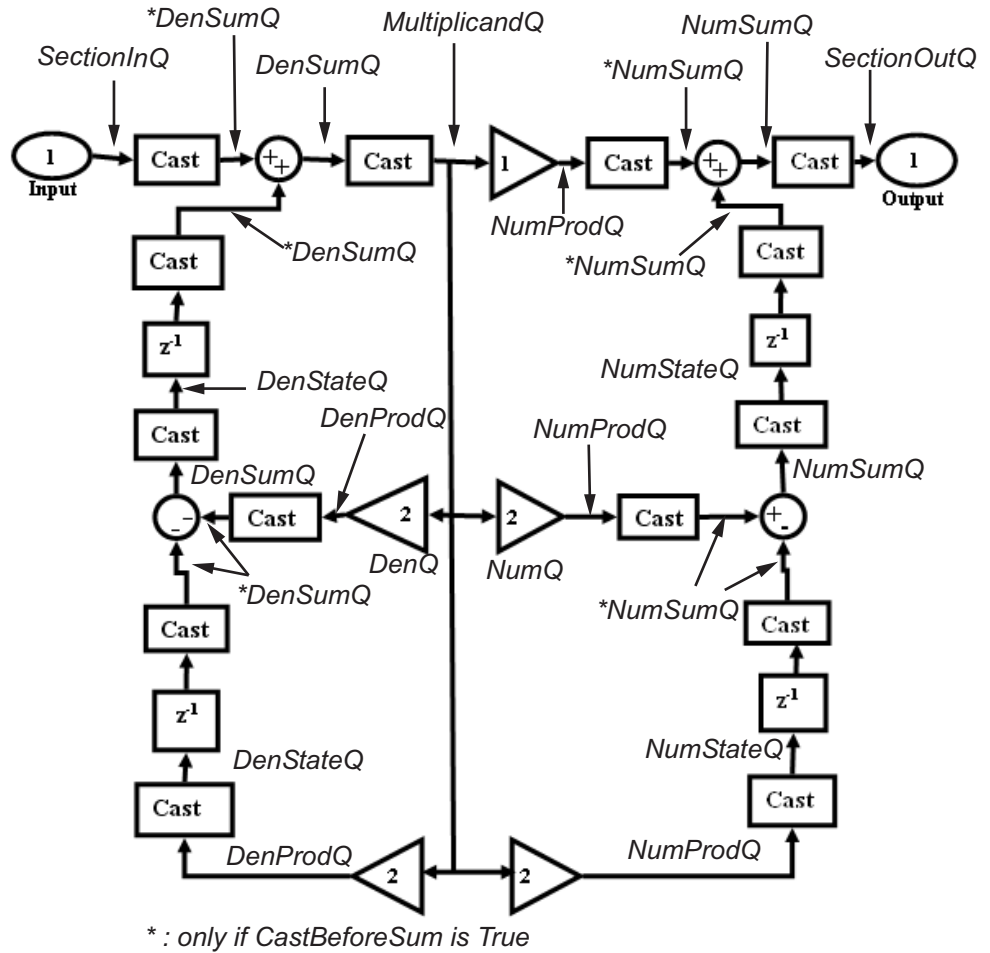 *DenSumQ
MultiplicandQ
NumSumQ
SectionInQ
DenSumQ
*NumSumQ
SectionOutQ
1
Input
Cast
++
Cast
1
Cast
++
Cast
1
Output
NumProdQ
*DenSumQ
*NumSumQ
Cast
Cast
z-1
z-1
DenStateQ
NumStateQ
DenProdQ
NumProdQ
Cast
Cast
DenSumQ
NumSumQ
--
Cast
2
2
Cast
+-
DenQ
NumQ
*DenSumQ
*NumSumQ
Cast
Cast
z-1
z-1
DenStateQ
NumStateQ
Cast
Cast
DenProdQ
2
2
NumProdQ
* : only if CastBeforeSum is True